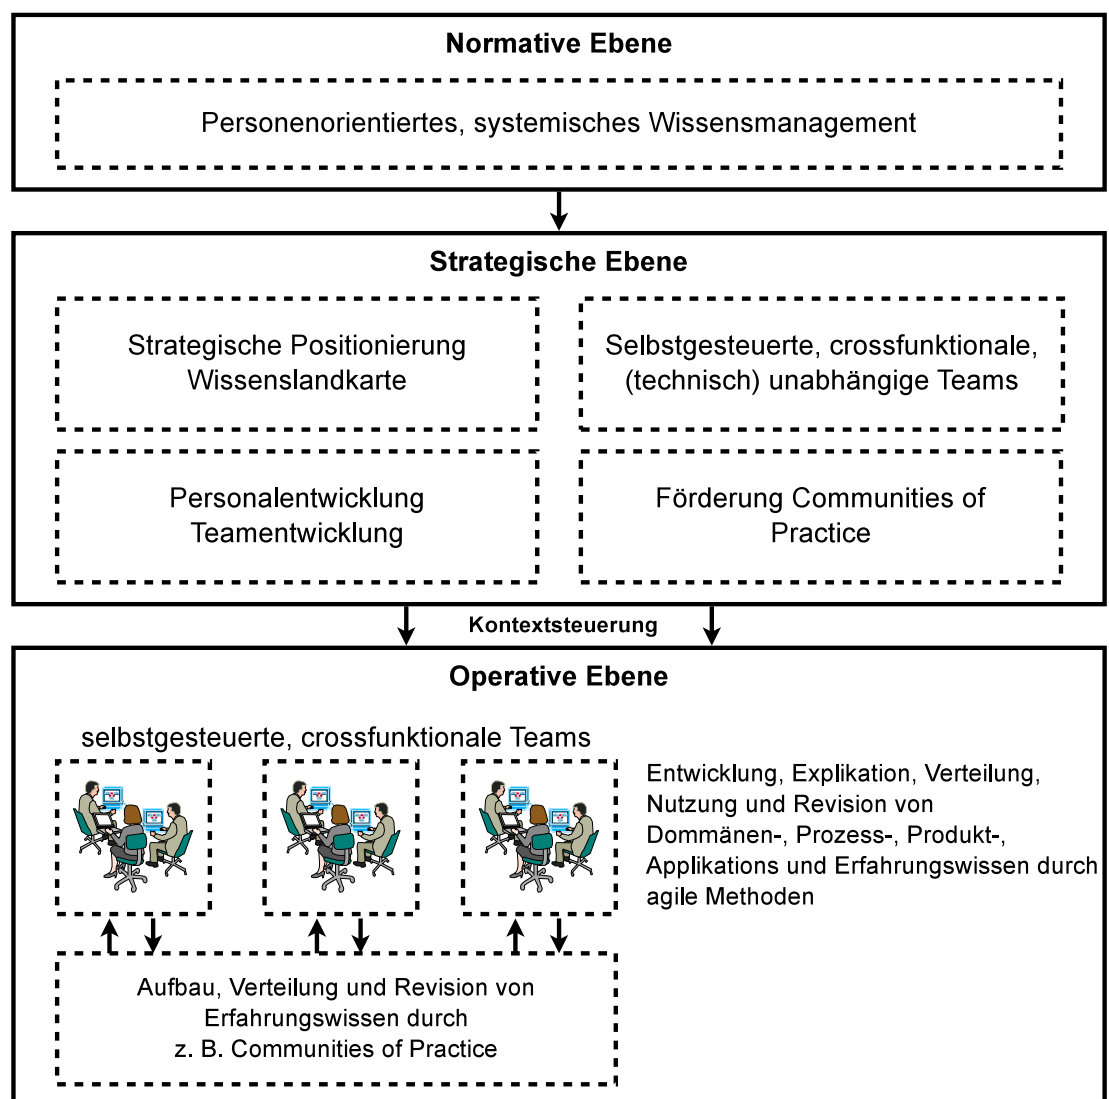 Normative Ebene
Personenorientiertes, systemisches Wissensmanagement
Strategische Ebene
Strategische Positionierung
Wissenslandkarte
Selbstgesteuerte, crossfunktionale,
(technisch) unabhängige Teams
Personalentwicklung
Teamentwicklung
Förderung Communities of
Practice
Kontextsteuerung
Operative Ebene
selbstgesteuerte, crossfunktionale Teams
Entwicklung, Explikation, Verteilung,
Nutzung und Revision von
Dommänen-, Prozess-, Produkt-,
Applikations und Erfahrungswissen durch
agile Methoden
Aufbau, Verteilung und Revision von
Erfahrungswissen durch
z. B. Communities of Practice